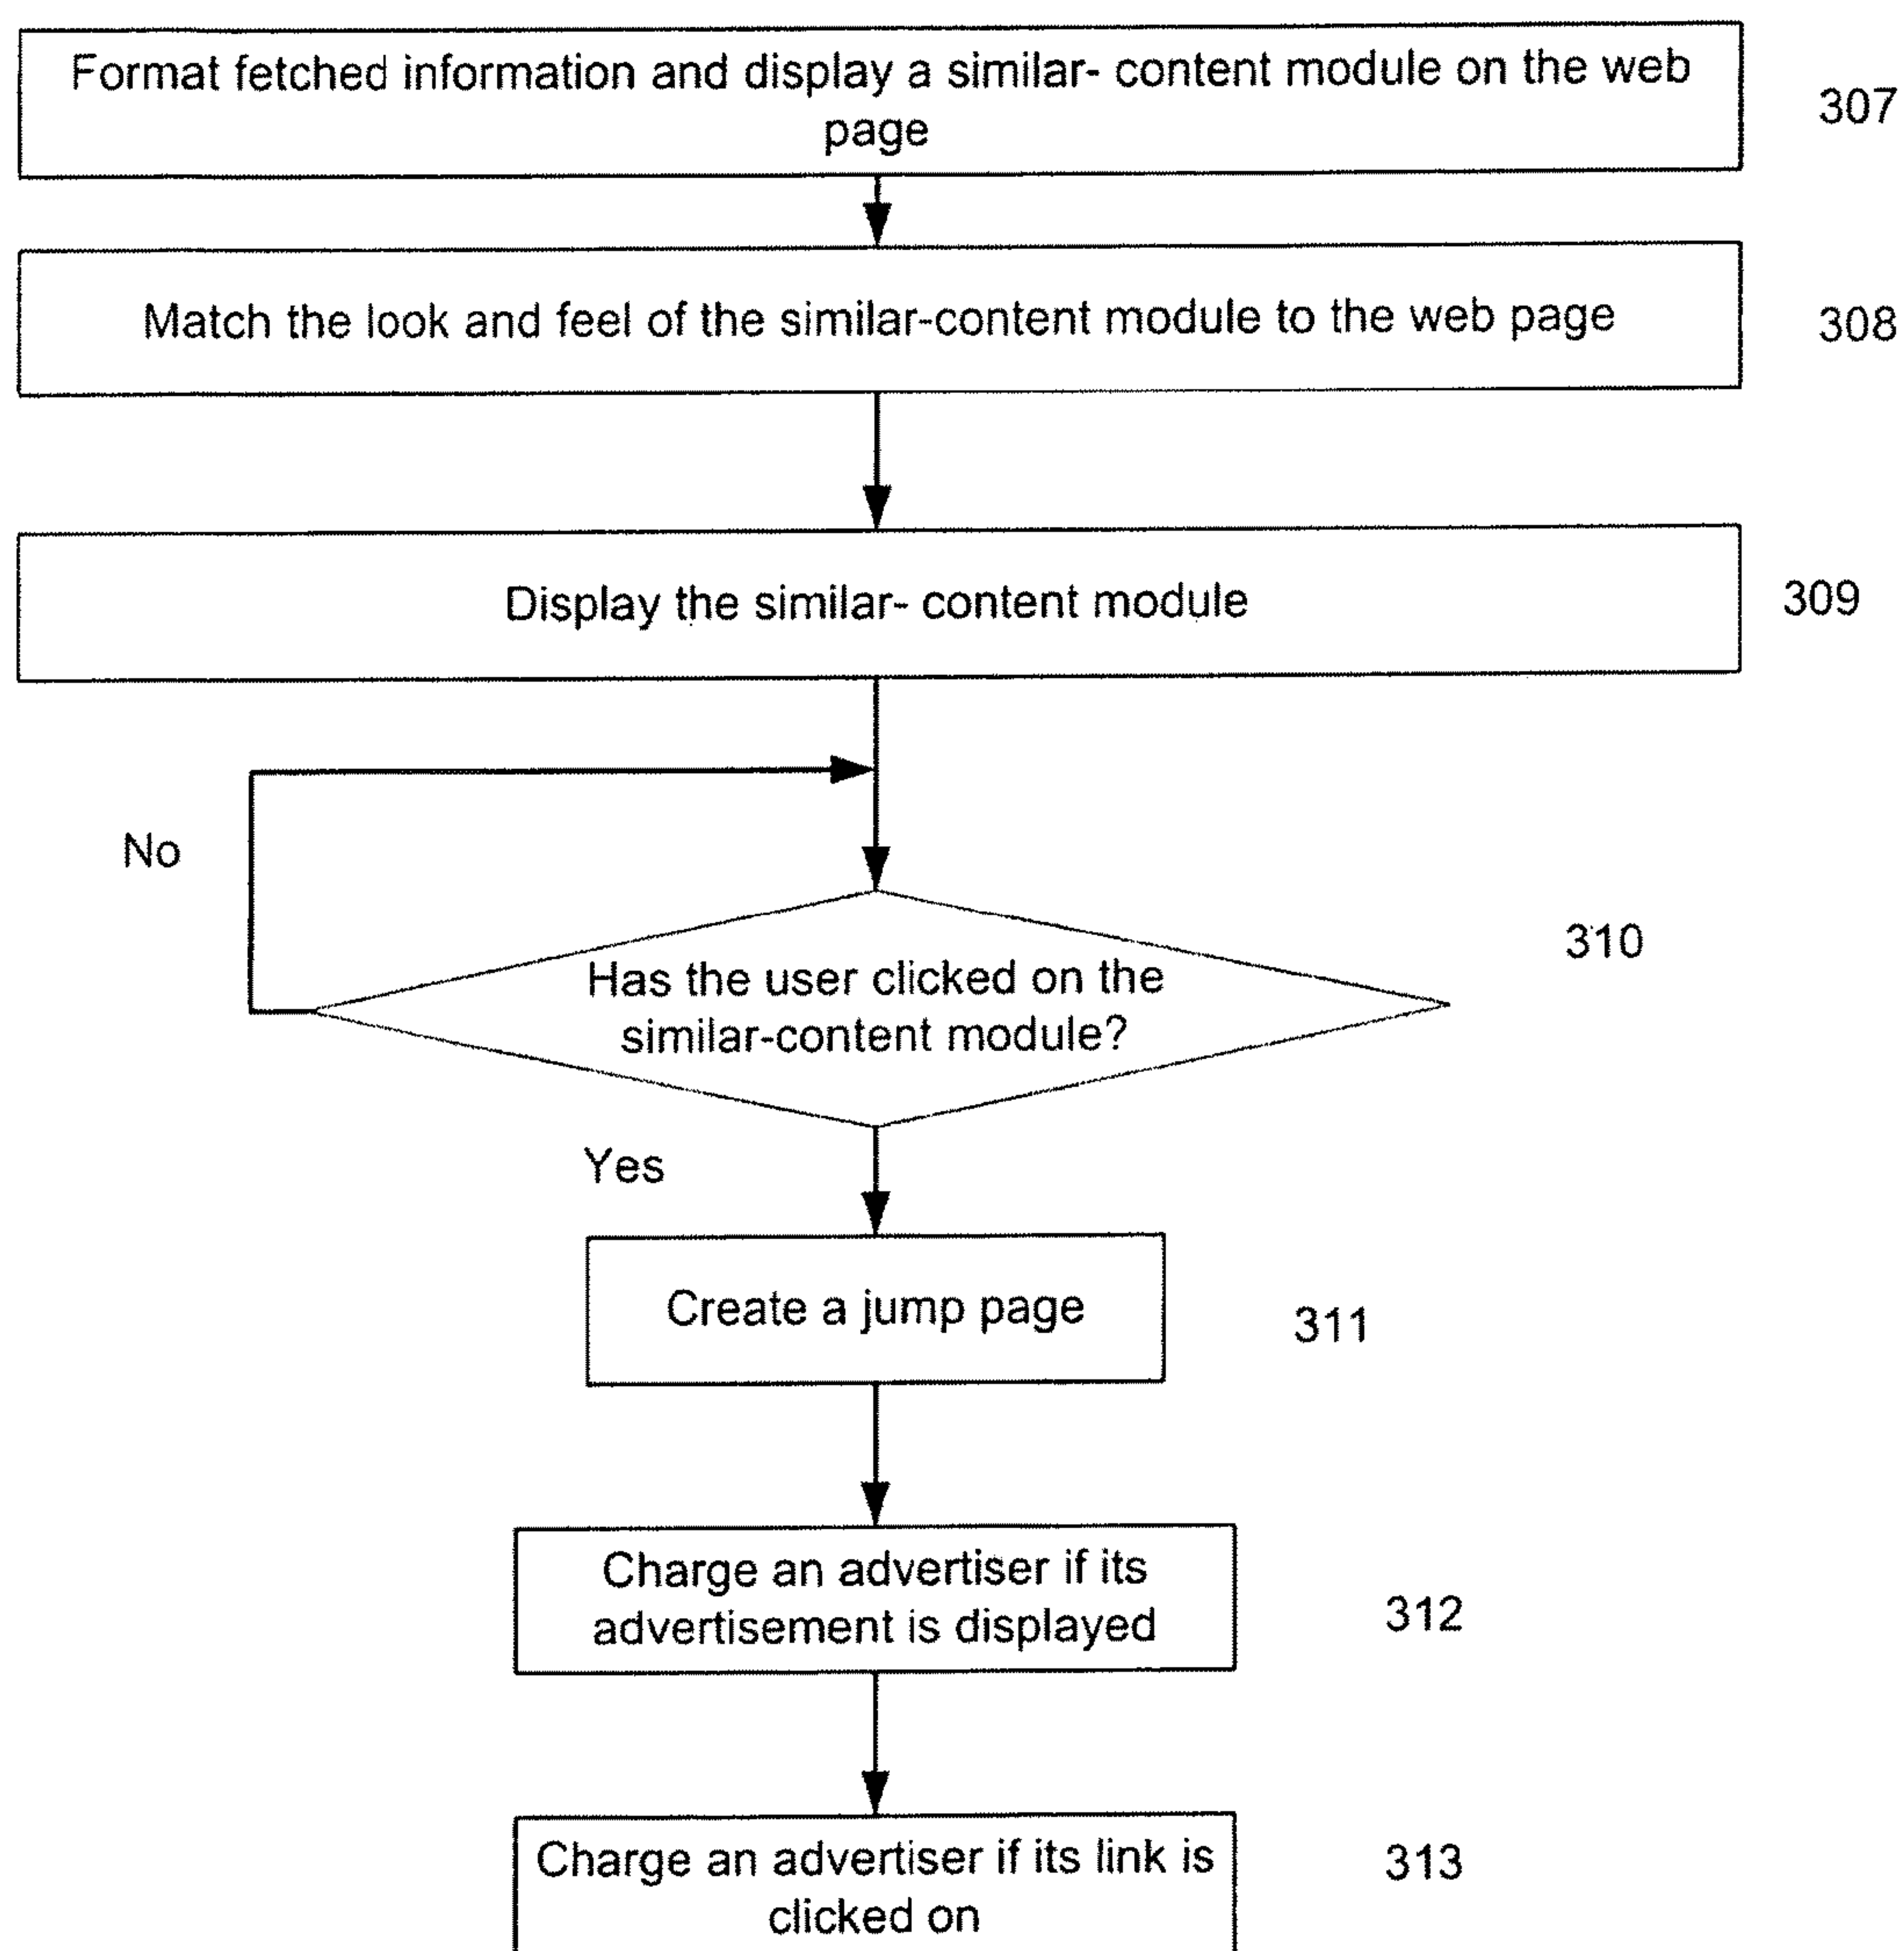 Format fetched information and display a similar- content module on the web
page
307
Match the look and feel of the similar-content module to the web page
308
Display the similar- content module
309
No
310
Has the user clicked on the
similar-content module?
Yes
Create a jump page
311
Charge an advertiser if its
advertisement is displayed
312
Charge an advertiser if its link is
clicked on
313